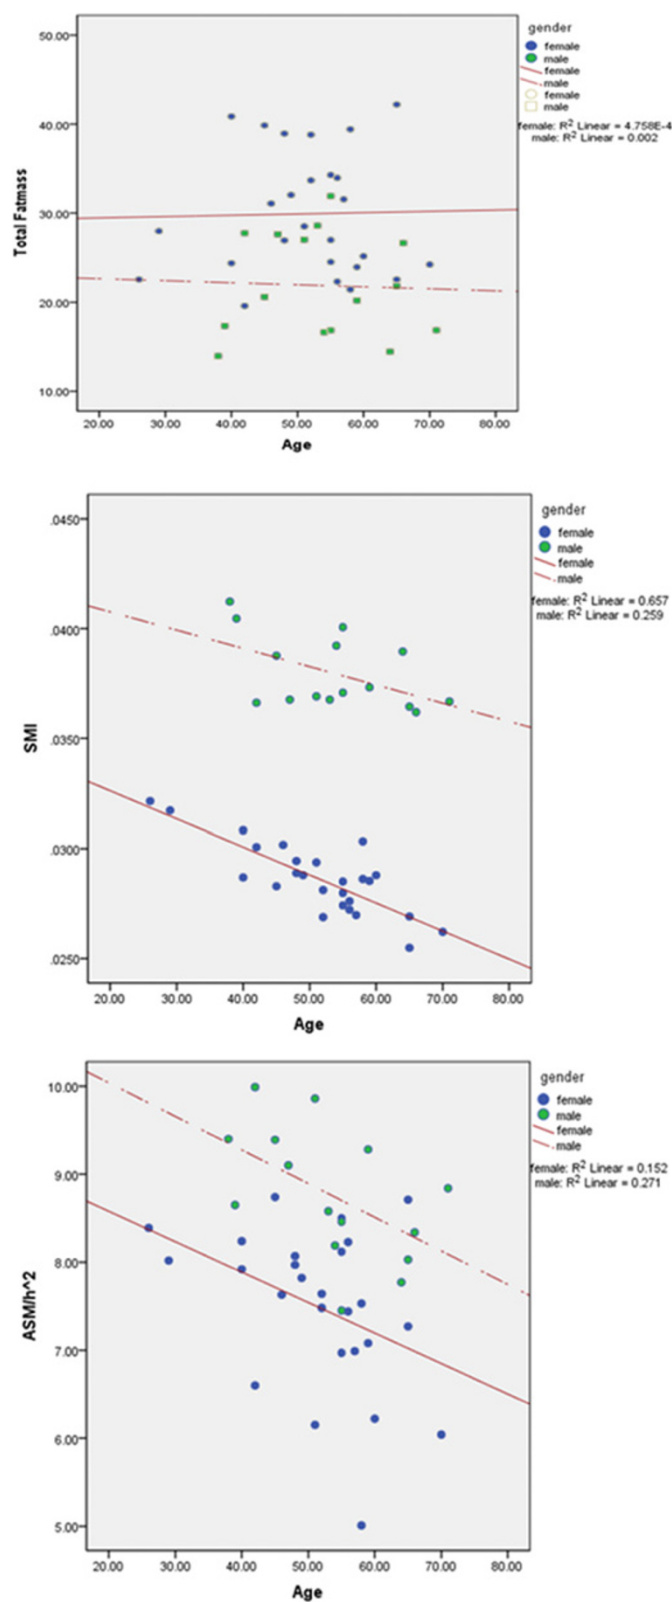 gender
female
male
female
male
female
male
female: R² Linear = 4.758E-4
male: R² Linear = 0.002
50.00
40.00
30.00
20.00
10.00
Total Fatmass
20.00 30.00 40.00 50.00 60.00 70.00 80.00
Age
gender
female
male
female
male
female: R² Linear = 0.657
male: R² Linear = 0.259
.0450
.0400
.0350
.0300
.0250
SMI
20.00 30.00 40.00 50.00 60.00 70.00 80.00
Age
gender
female
male
female
male
female: R² Linear = 0.152
male: R² Linear = 0.271
10.00
9.00
8.00
7.00
6.00
5.00
ASM/h^2
20.00 30.00 40.00 50.00 60.00 70.00 80.00
Age